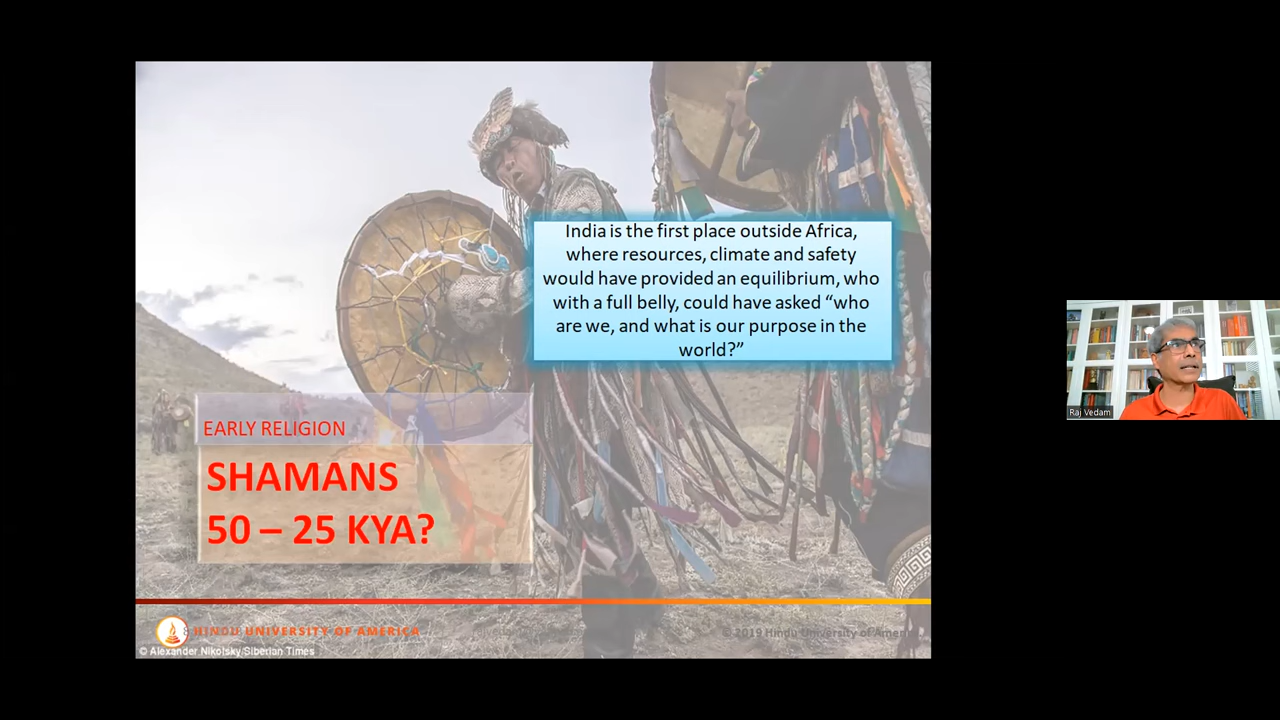 India is the first place outside Africa,
where resources, climate and safety
would have provided an equilibrium, who
with a full belly, could have asked “who
are we, and what is our purpose in the
world?”
EARLY RELIGION
SHAMANS
50 – 25 KYA?
HINDU UNIVERSITY OF AMERICA
© 2019 Hindu University of America
© Alexander Nikolsky/Siberian Times
Raj Vedam